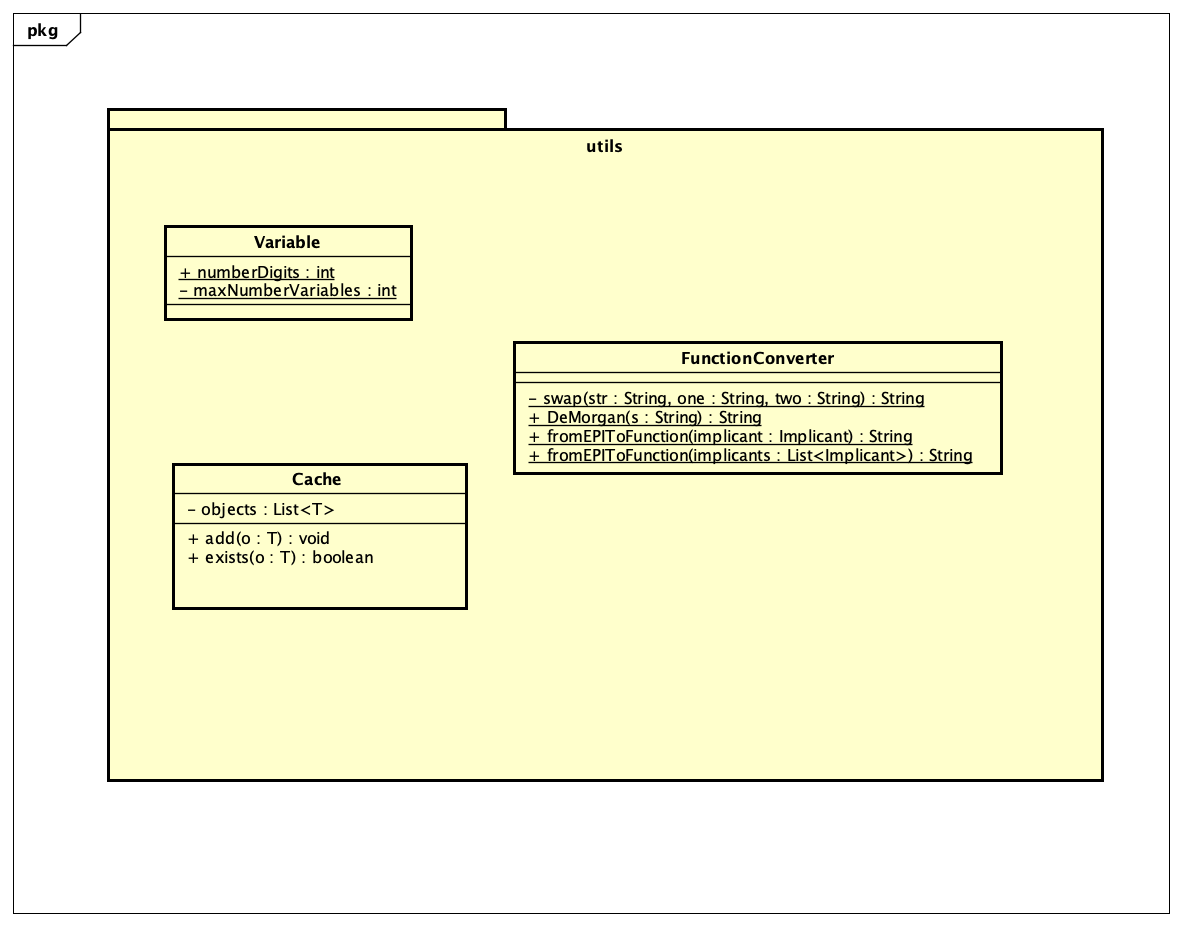 pkg
utils
Variable
+ numberDigits : int
- maxNumberVariables : int
FunctionConverter
- swap(str : String, one : String, two : String) : String
+ DeMorgan(s : String) : String
+ fromEPIToFunction(implicant : Implicant) : String
+ fromEPIToFunction(implicants : List<Implicant>) : String
Cache
- objects : List<T>
+ add(o : T) : void
+ exists(o : T) : boolean